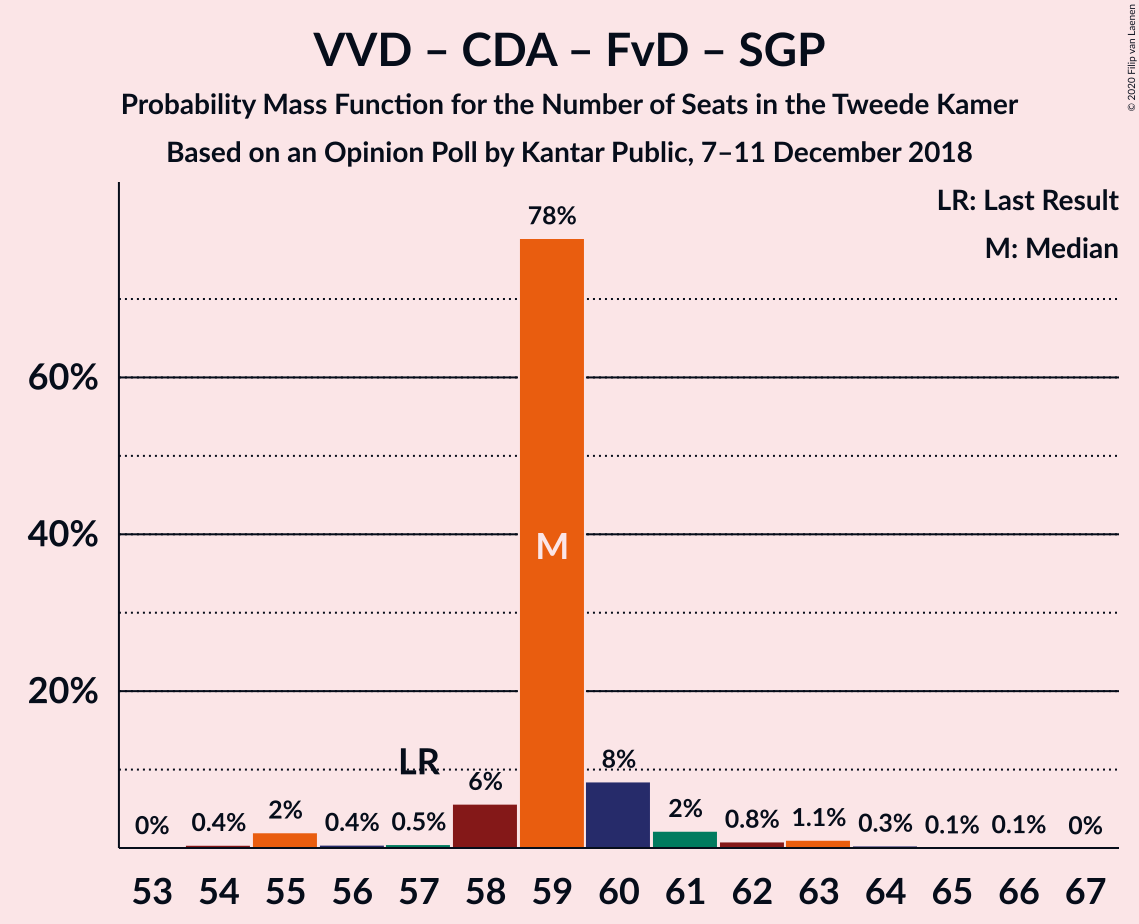 VVD – CDA – FvD – SGP
Probability Mass Function for the Number of Seats in the Tweede Kamer
Based on an Opinion Poll by Kantar Public, 7–11 December 2018
© 2020 Filip van Laenen
LR: Last Result
M: Median
78%
60%
40%
M
20%
LR
0% 0.4% 2% 0.4% 0.5% 6% 8% 2% 0.8% 1.1% 0.3% 0.1% 0.1% 0%
53 54 55 56 57 58 59 60 61 62 63 64 65 66 67